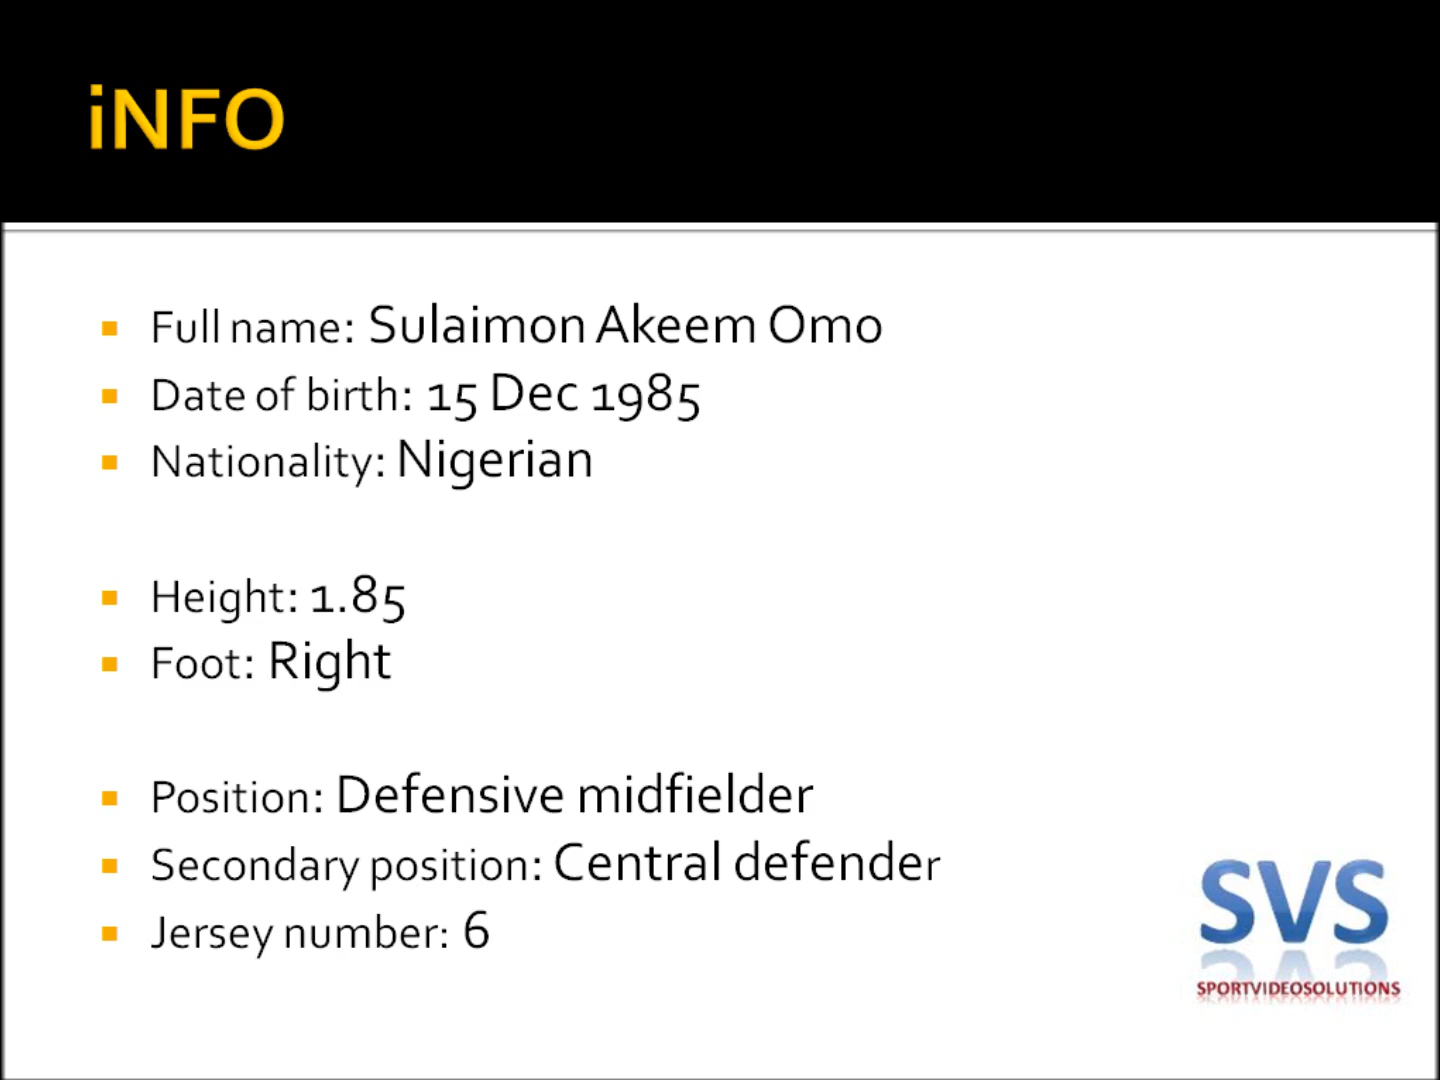 iNFO
Full name: Sulaimon Akeem Omo
Date of birth: 15 Dec 1985
Nationality: Nigerian
Height: 1.85
Foot: Right
Position: Defensive midfielder
Secondary position: Central defender
Jersey number: 6
SVS
SPORTVIDEOSOLUTIONS